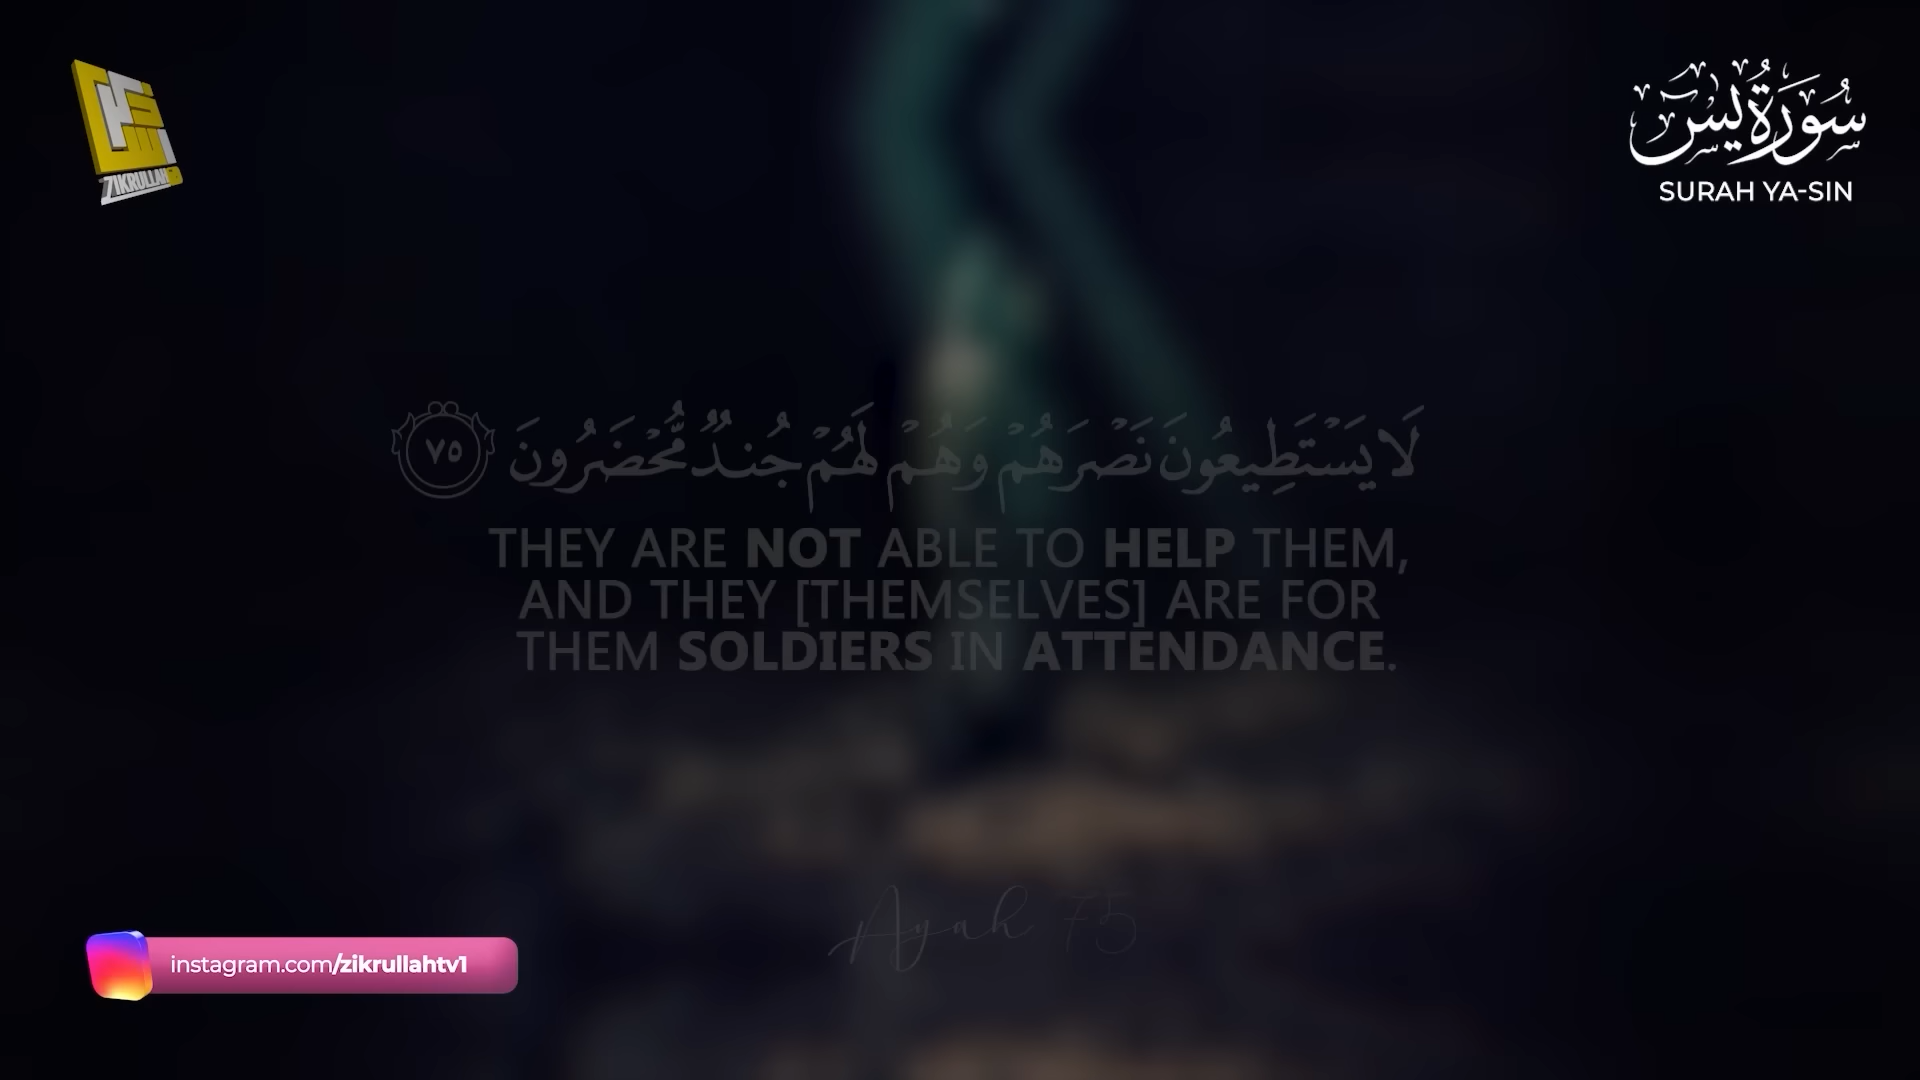 ZIKRULLAH
سُورَةُ يٰسٓ
SURAH YA-SIN
لَا يَسْتَطِيعُونَ نَصْرَهُمْ وَهُمْ لَهُمْ جُندٌ مُّحْضَرُونَ ٧٥
THEY ARE NOT ABLE TO HELP THEM,
AND THEY [THEMSELVES] ARE FOR
THEM SOLDIERS IN ATTENDANCE.
Ayah 75
instagram.com/zikrullahtv1